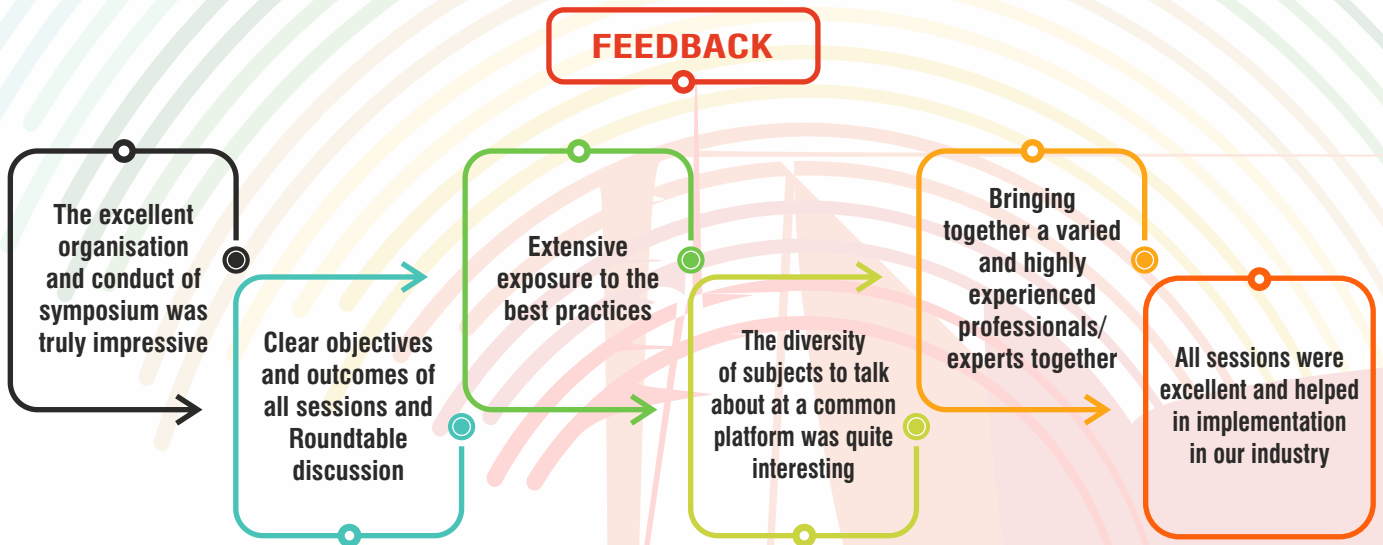 FEEDBACK
The excellent
organisation
and conduct of
symposium was
truly impressive
Clear objectives
and outcomes of
all sessions and
Roundtable
discussion
Extensive
exposure to the
best practices
The diversity
of subjects to talk
about at a common
platform was quite
interesting
Bringing
together a varied
and highly
experienced
professionals/
experts together
All sessions were
excellent and helped
in implementation
in our industry